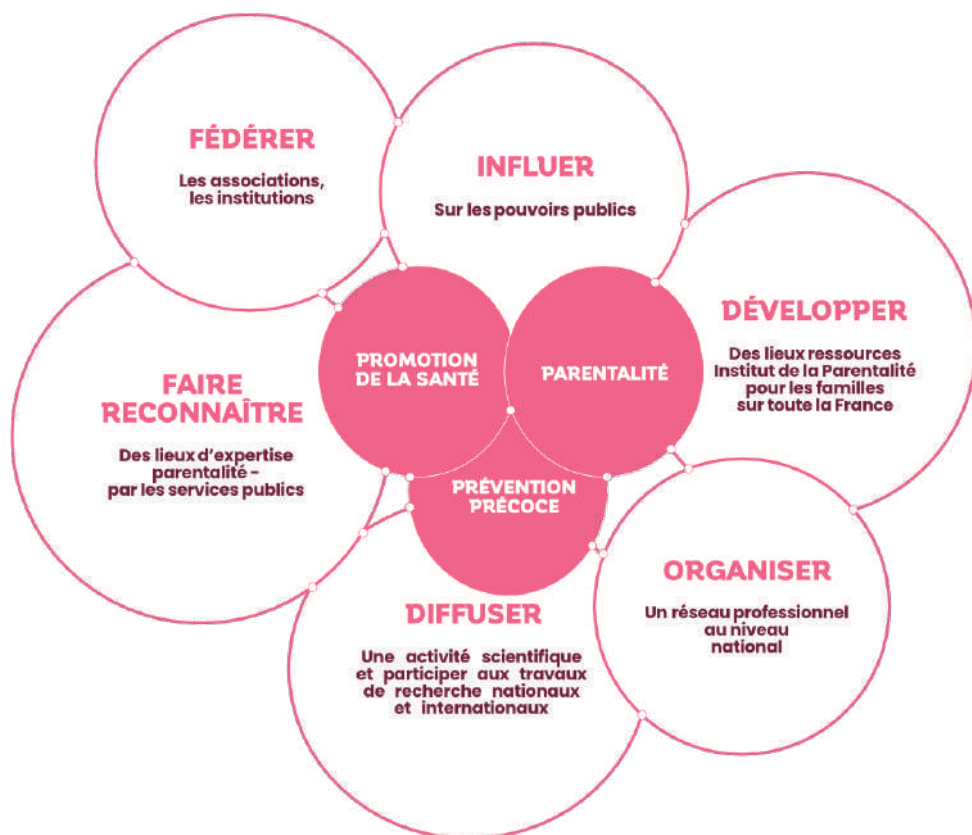 FÉDÉRER
Les associations,
les institutions
INFLUER
Sur les pouvoirs publics
DÉVELOPPER
Des lieux ressources
Institut de la Parentalité
pour les familles
sur toute la France
PROMOTION
DE LA SANTÉ
PARENTALITÉ
FAIRE
RECONNAÎTRE
Des lieux d'expertise
parentalité -
par les services publics
PRÉVENTION
PRÉCOCE
ORGANISER
Un réseau professionnel
au niveau
national
DIFFUSER
Une activité scientifique
et participer aux travaux
de recherche nationaux
et internationaux